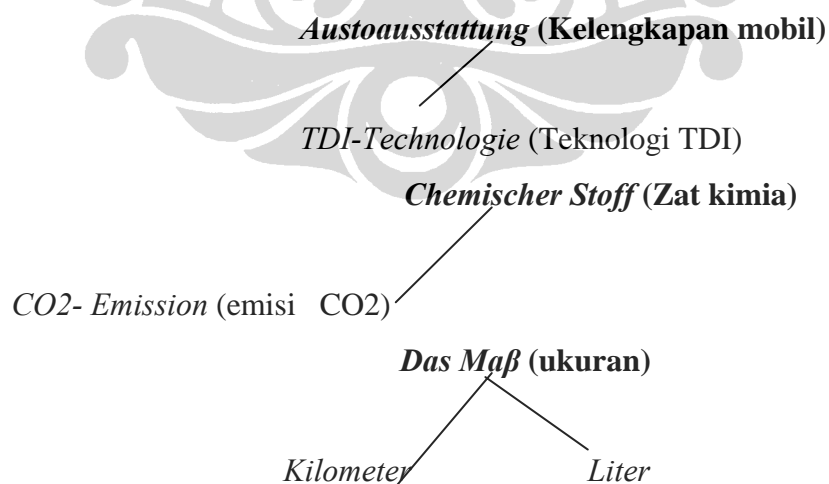 Austoausstattung (Kelengkapan mobil)
TDI-Technologie (Teknologi TDI)
Chemischer Stoff (Zat kimia)
CO2- Emission (emisi CO2)
Das Maβ (ukuran)
Kilometer Liter